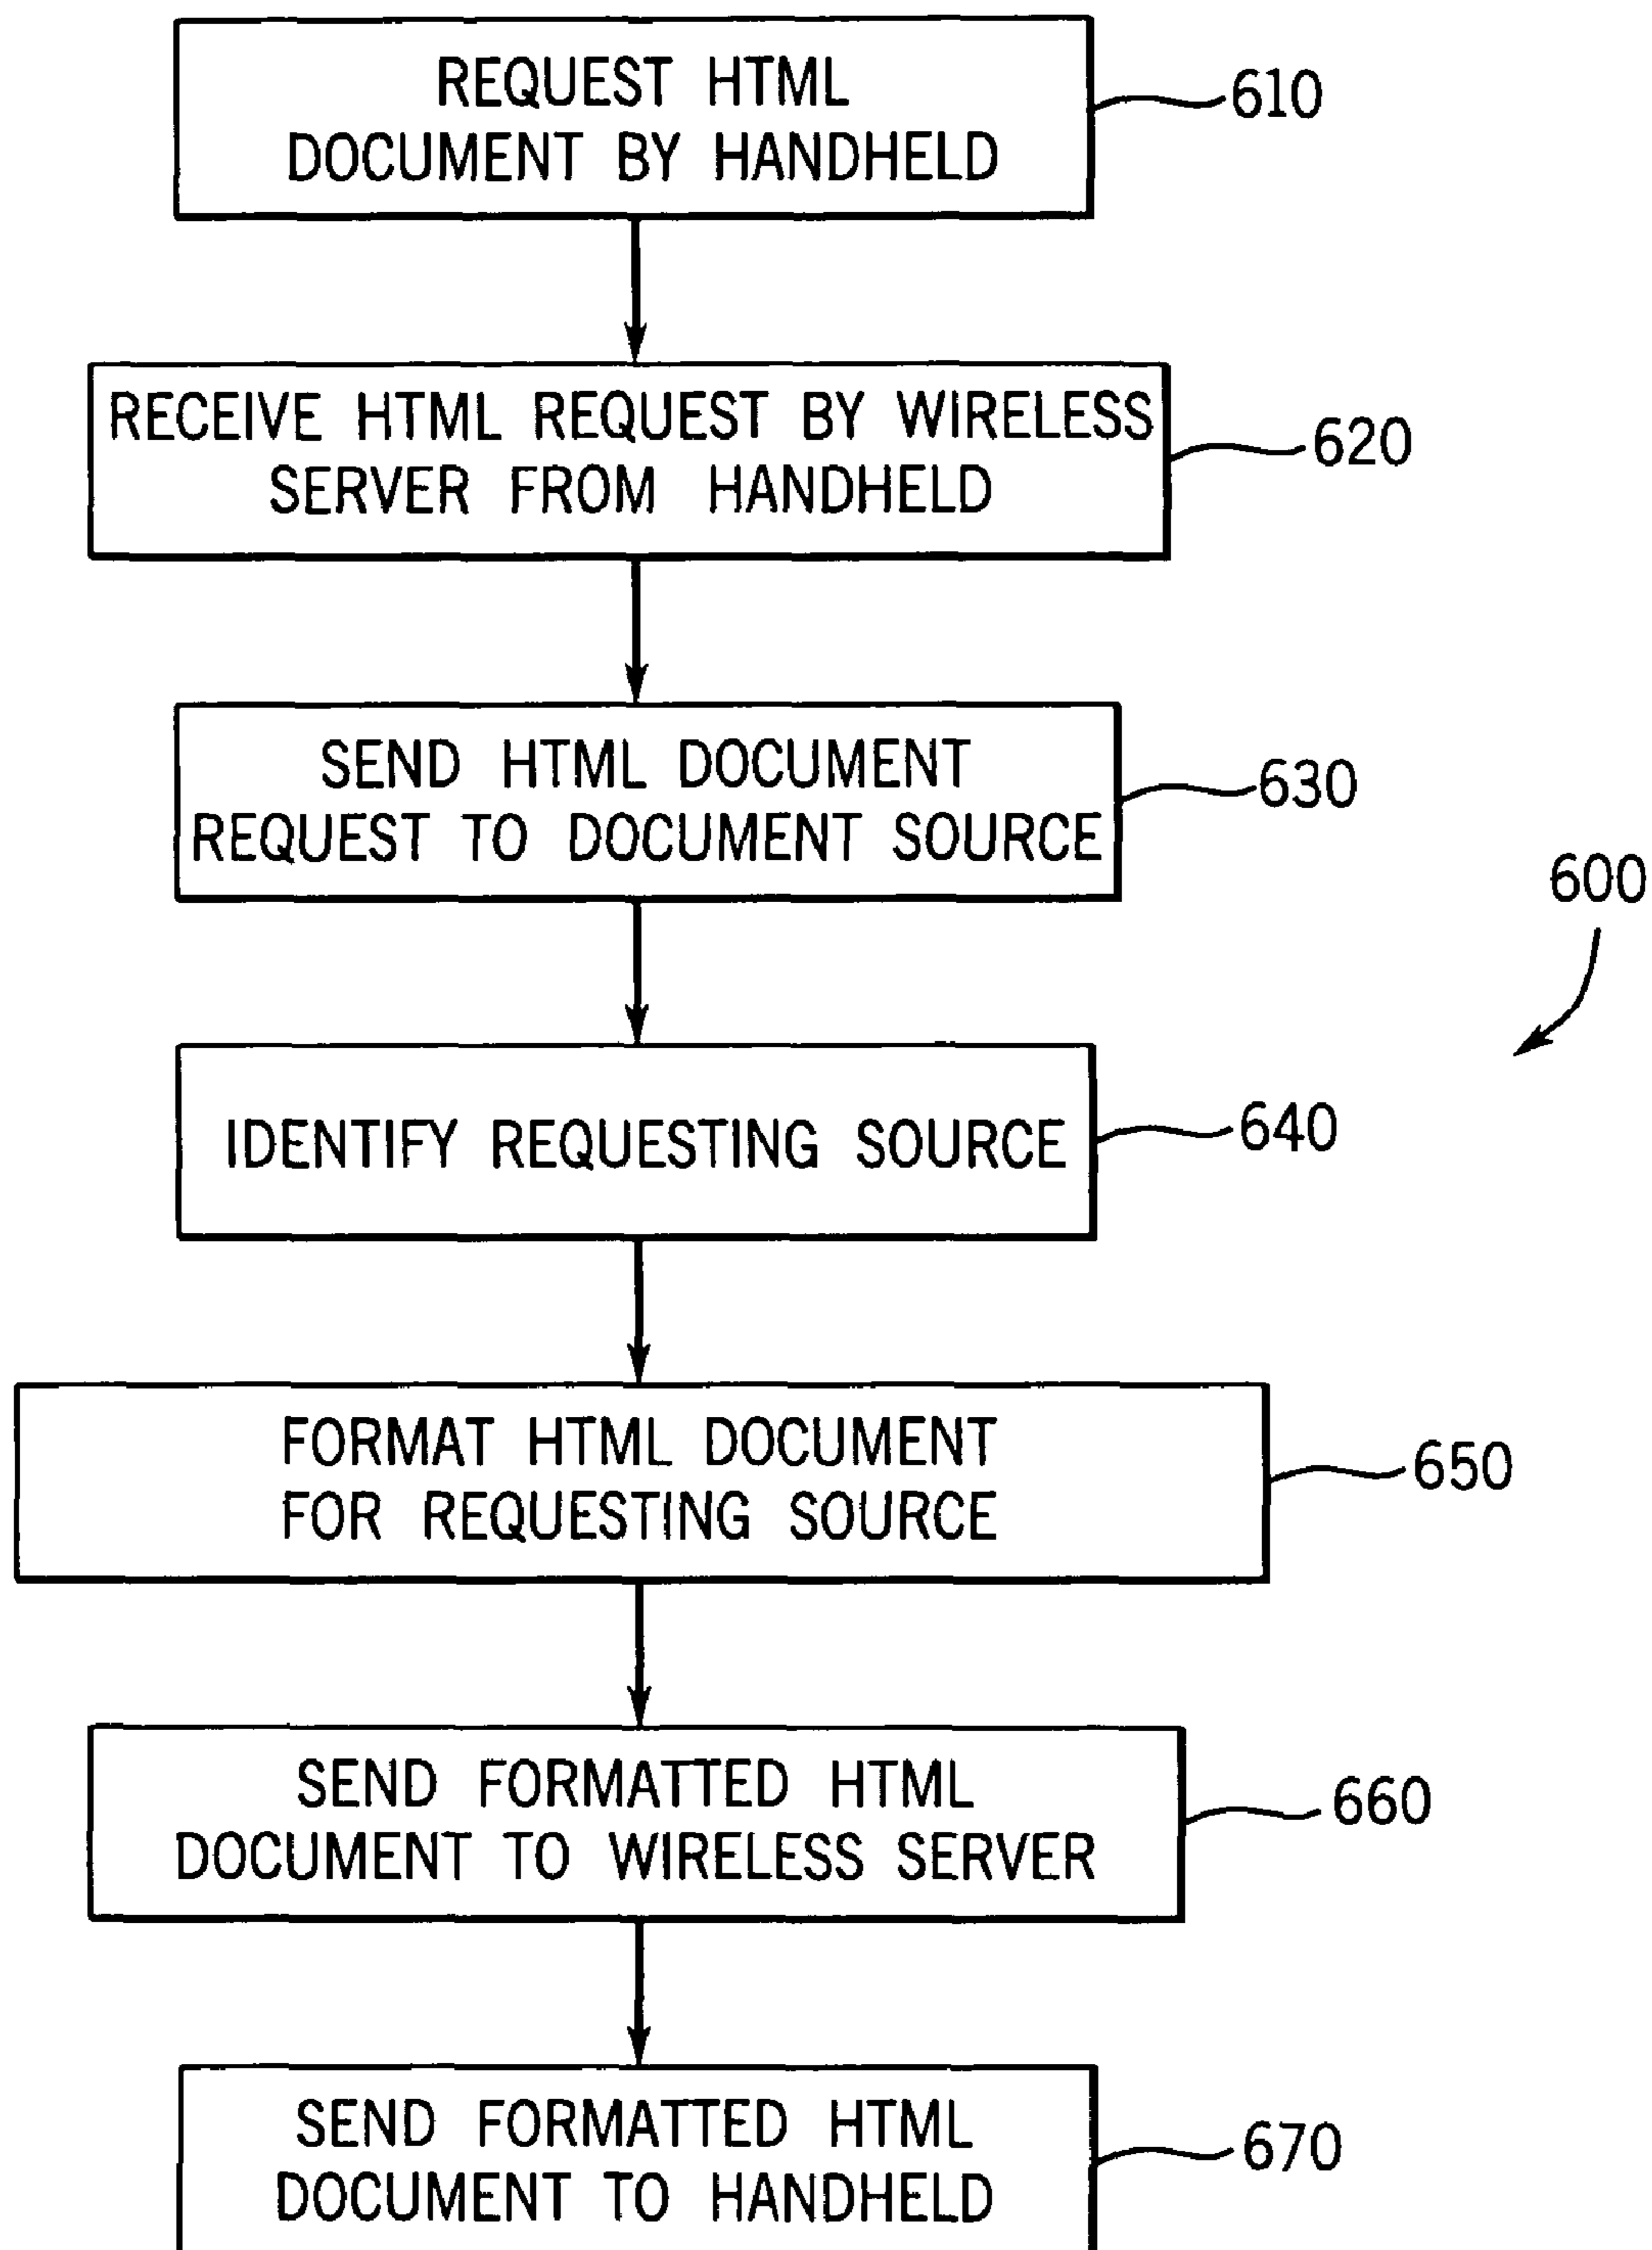 REQUEST HTML
DOCUMENT BY HANDHELD
610
RECEIVE HTML REQUEST BY WIRELESS
SERVER FROM HANDHELD
620
SEND HTML DOCUMENT
REQUEST TO DOCUMENT SOURCE
630
600
IDENTIFY REQUESTING SOURCE
640
FORMAT HTML DOCUMENT
FOR REQUESTING SOURCE
650
SEND FORMATTED HTML
DOCUMENT TO WIRELESS SERVER
660
SEND FORMATTED HTML
DOCUMENT TO HANDHELD
670